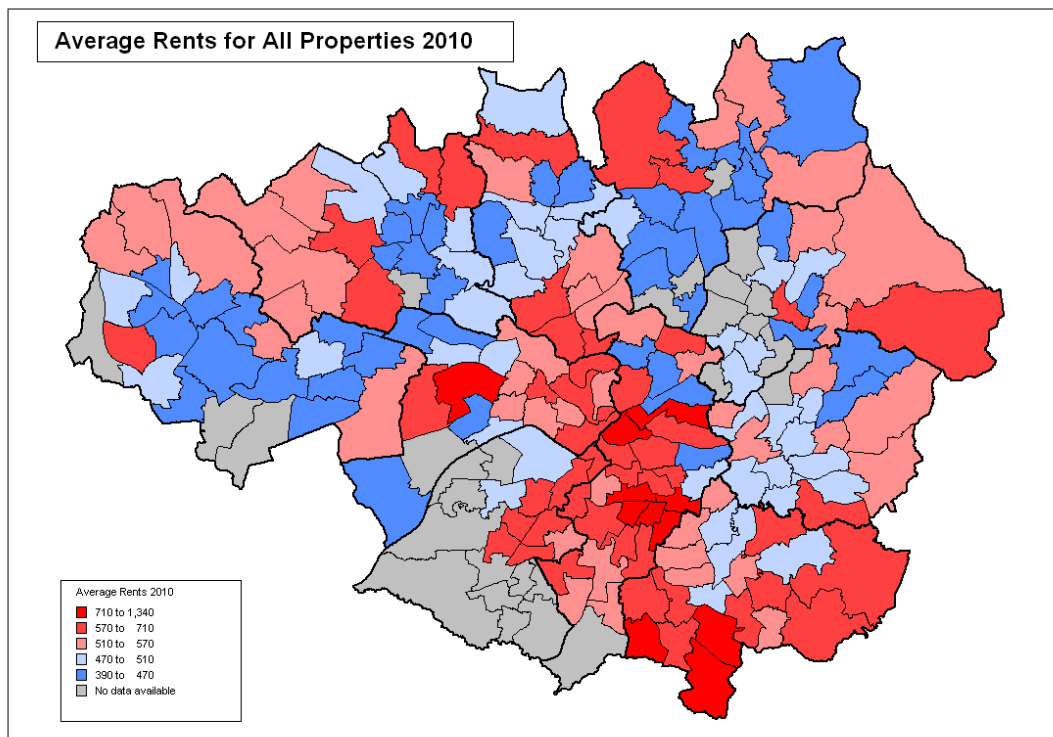 Average Rents for All Properties 2010
Average Rents 2010
710 to 1,340
570 to 710
510 to 570
470 to 510
390 to 470
No data available